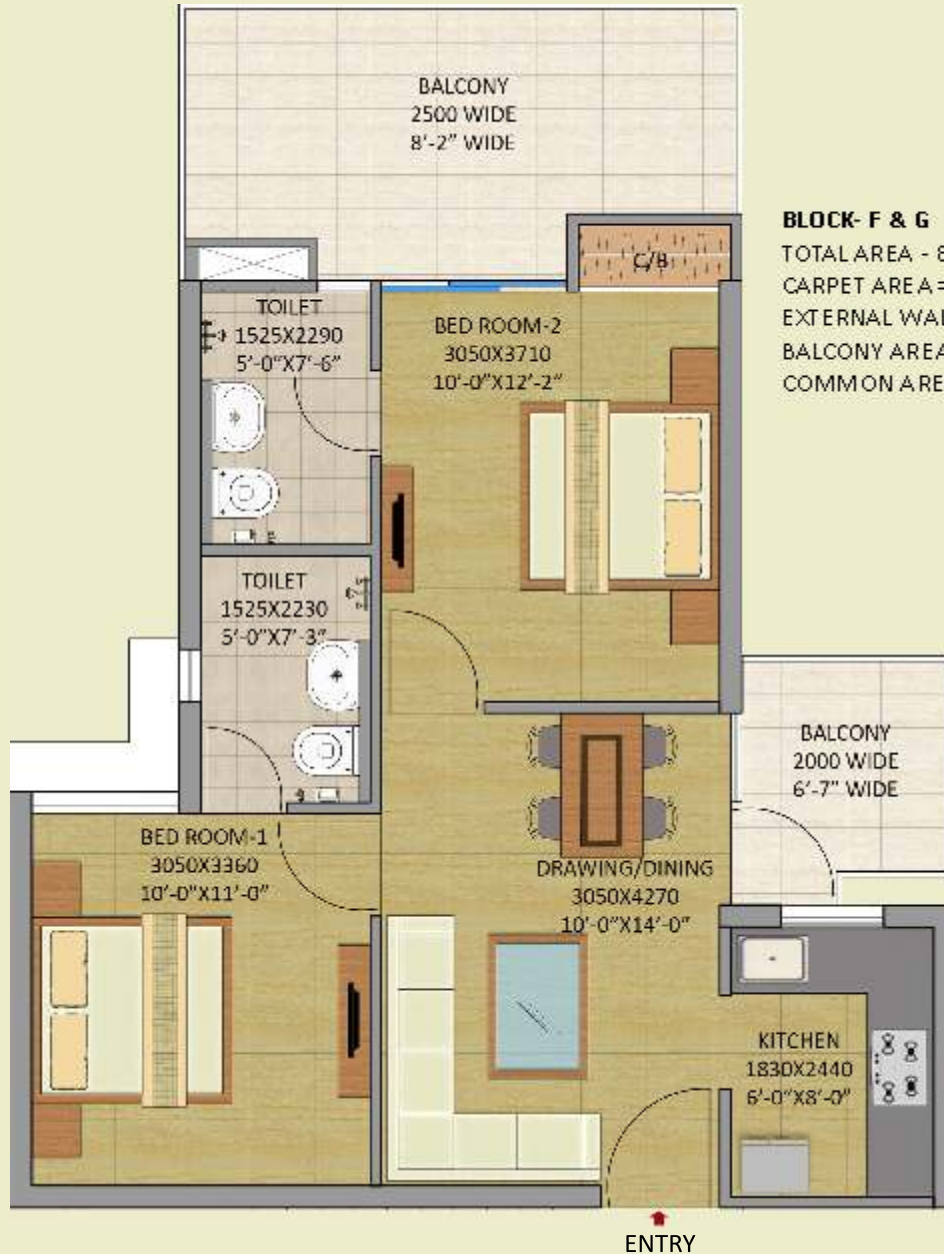 BALCONY
2500 WIDE
8'-2" WIDE
BLOCK- F & G
TOTAL AREA -
CARPET AREA =
EXTERNAL
BALCONY AREA
COMMON
C/B
TOILET
1525X2290
5'-0"X7'-6"
BED ROOM-2
3050X3710
10'-0"X12'-2"
TOILET
1525X2230
5'-0"X7'-3"
BALCONY
2000 WIDE
6'-7" WIDE
BED ROOM-1
3050X3360
10'-0"X11'-0"
DRAWING/DINING
3050X4270
10'-0"X14'-0"
KITCHEN
1830X2440
6'-0"X8'-0"
ENTRY